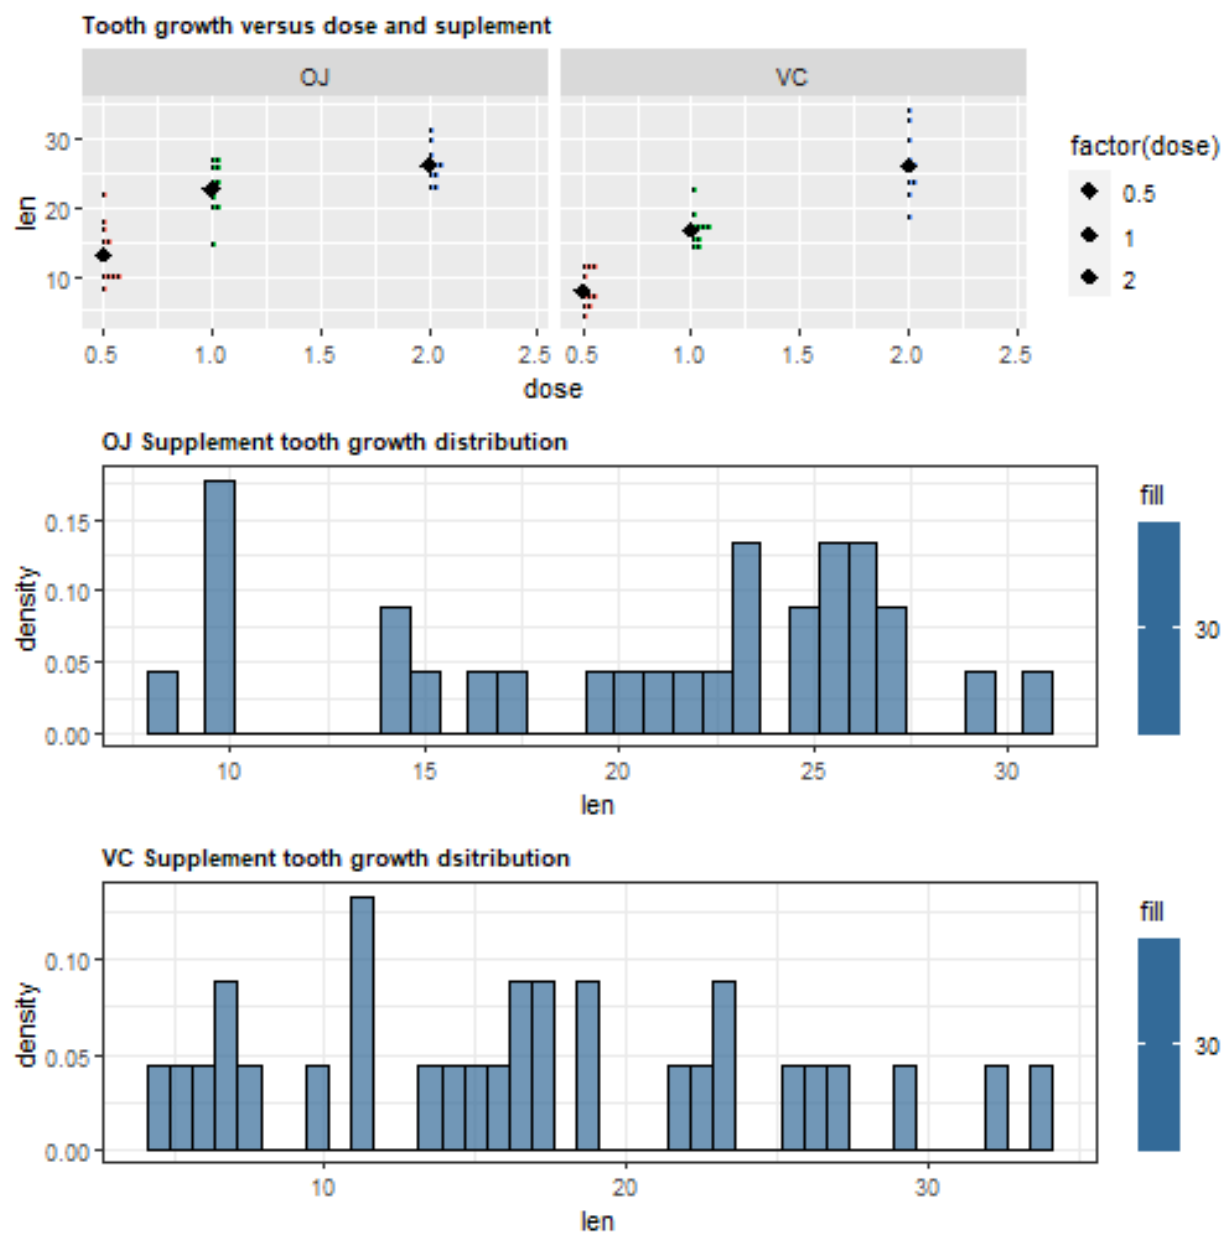 Tooth growth versus dose and suplement
OJ VC
30
20
10
len
0.5 1.0 1.5 2.0 2.5 0.5 1.0 1.5 2.0 2.5
dose
factor(dose)
0.5
1
2
OJ Supplement tooth growth distribution
0.15
0.10
0.05
0.00
density
10 15 20 25 30
len
fill
30
VC Supplement tooth growth dsitribution
0.10
0.05
0.00
density
10 20 30
len
fill
30